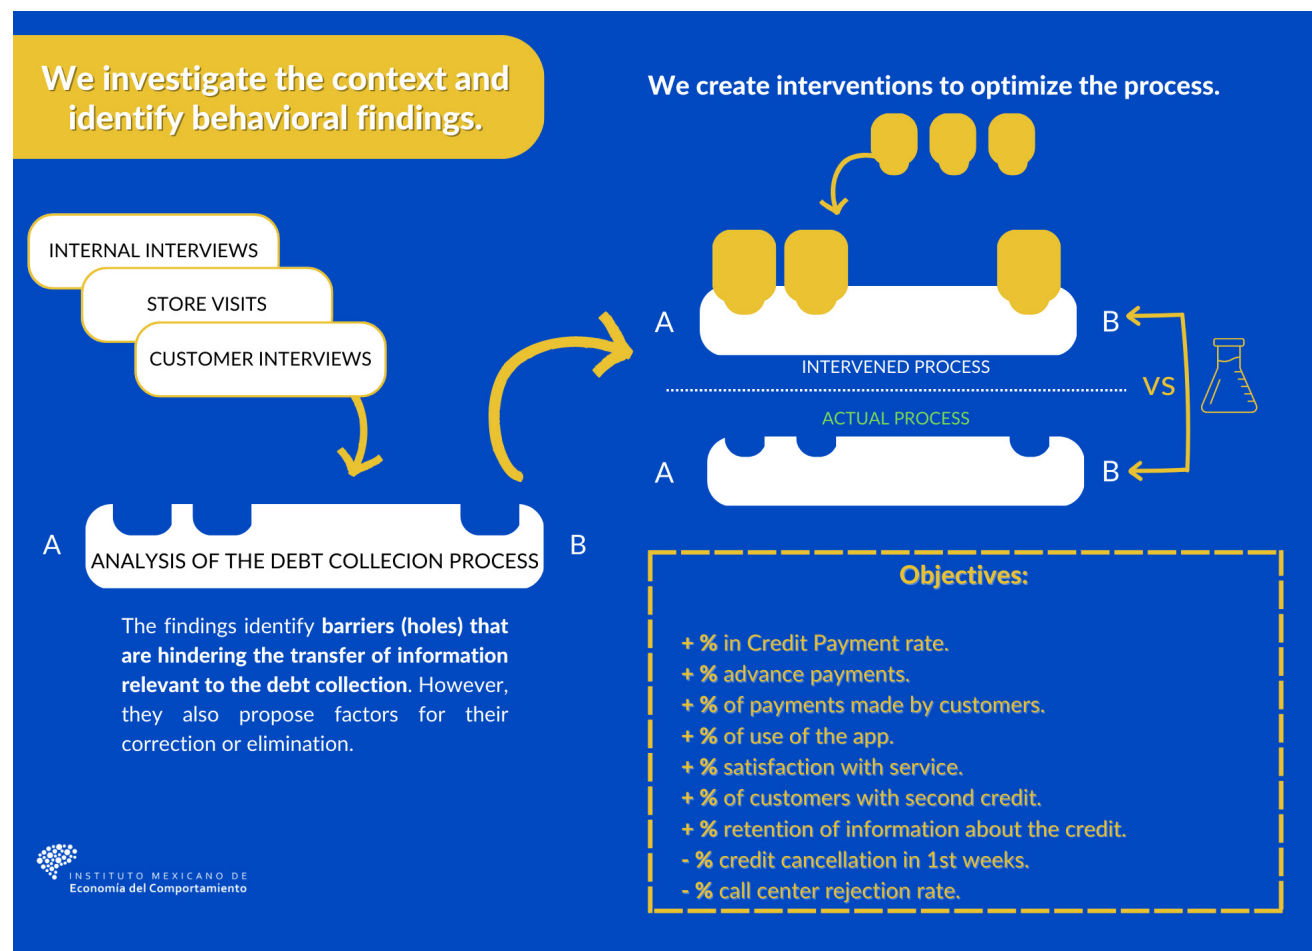 We investigate the context and
identify behavioral findings.
INTERNAL INTERVIEWS
STORE VISITS
CUSTOMER INTERVIEWS
A
ANALYSIS OF THE DEBT COLLECION PROCESS
B
The findings identify barriers (holes) that
are hindering the transfer of information
relevant to the debt collection. However,
they also propose factors for their
correction or elimination.
INSTITUTO MEXICANO DE
Economía del Comportamiento
We create interventions to optimize the process.
A
B
INTERVENED PROCESS
VS
ACTUAL PROCESS
A
B
Objectives:
+ % in Credit Payment rate.
+ % advance payments.
+ % of payments made by customers.
+ % of use of the app.
+ % satisfaction with service.
+ % of customers with second credit.
+ % retention of information about the credit.
- % credit cancellation in 1st weeks.
- % call center rejection rate.